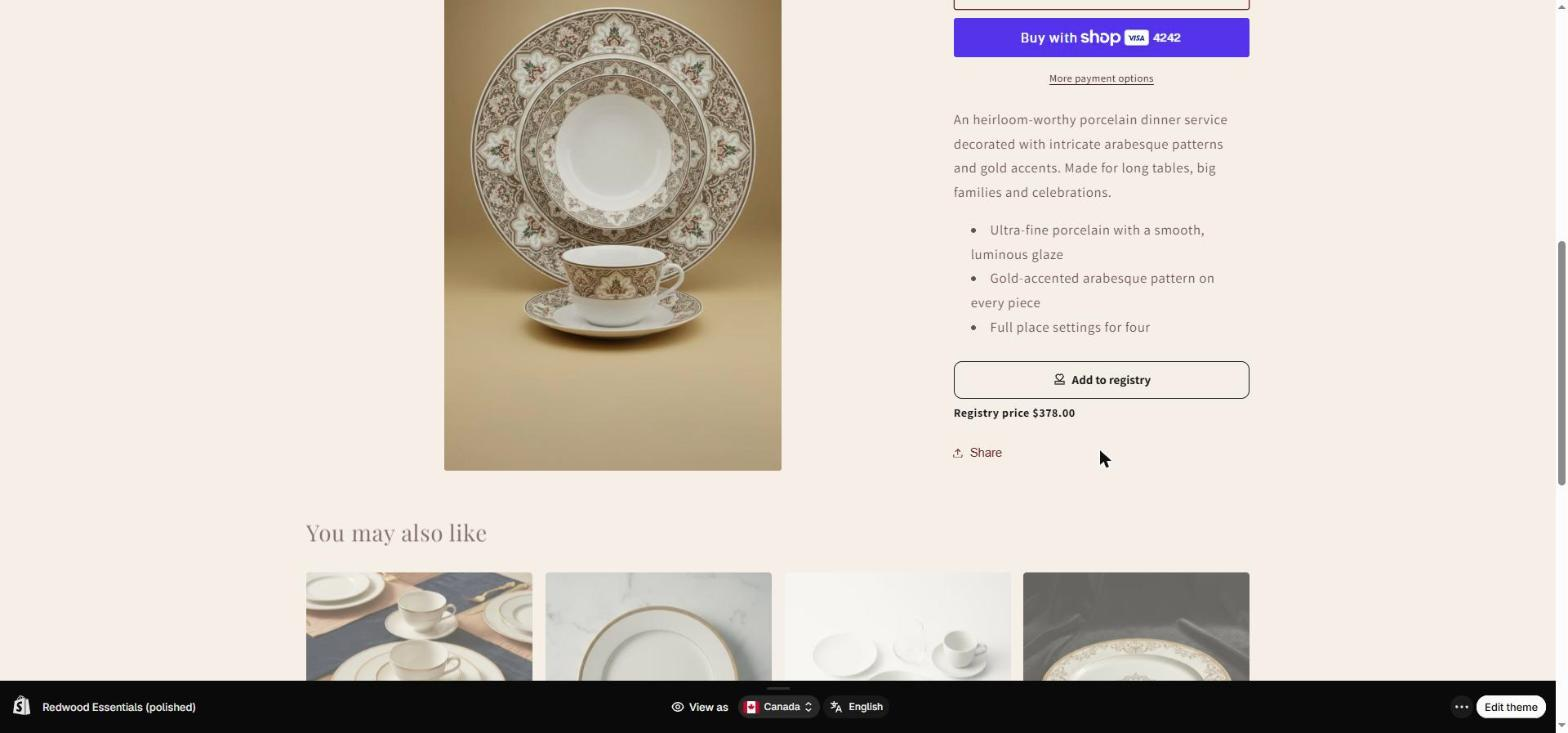 Buy with shop VISA 4242
More payment options
An heirloom-worthy porcelain dinner service
decorated with intricate arabesque patterns
and gold accents. Made for long tables, big
families and celebrations.
Ultra-fine porcelain with a smooth,
luminous glaze
Gold-accented arabesque pattern on
every piece
Full place settings for four
Add to registry
Registry price $378.00
Share
You may also like
Redwood Essentials (polished)
View as
Canada
English
Edit theme